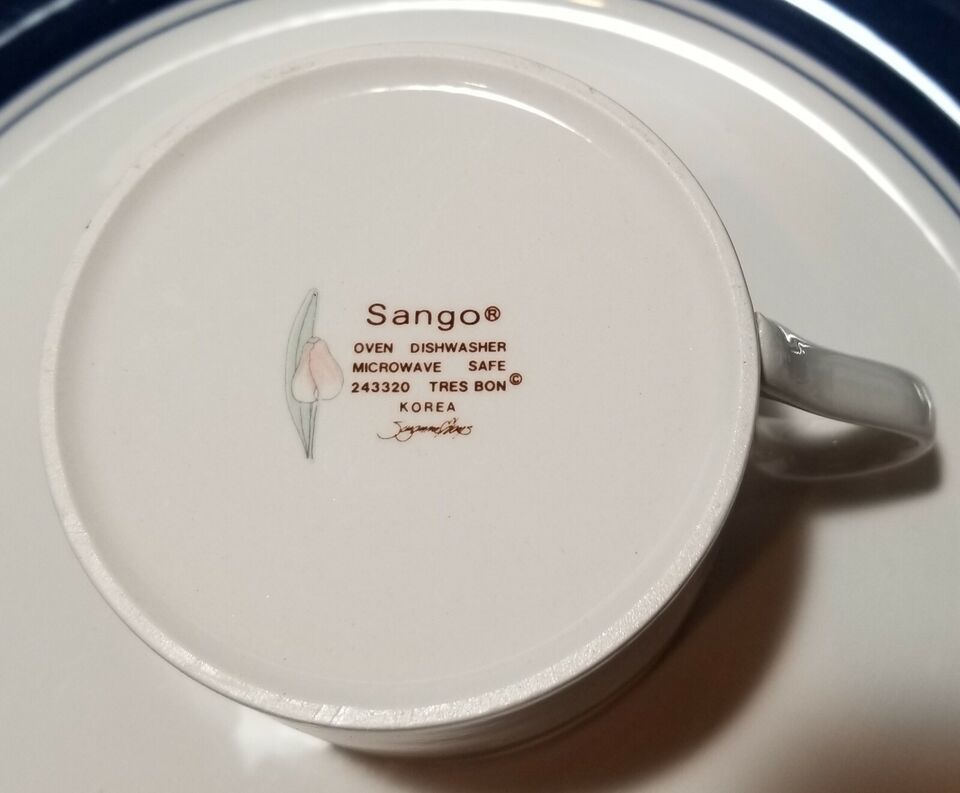 Sango®
OVEN DISHWASHER
MICROWAVE SAFE
243320 TRES BON©
KOREA